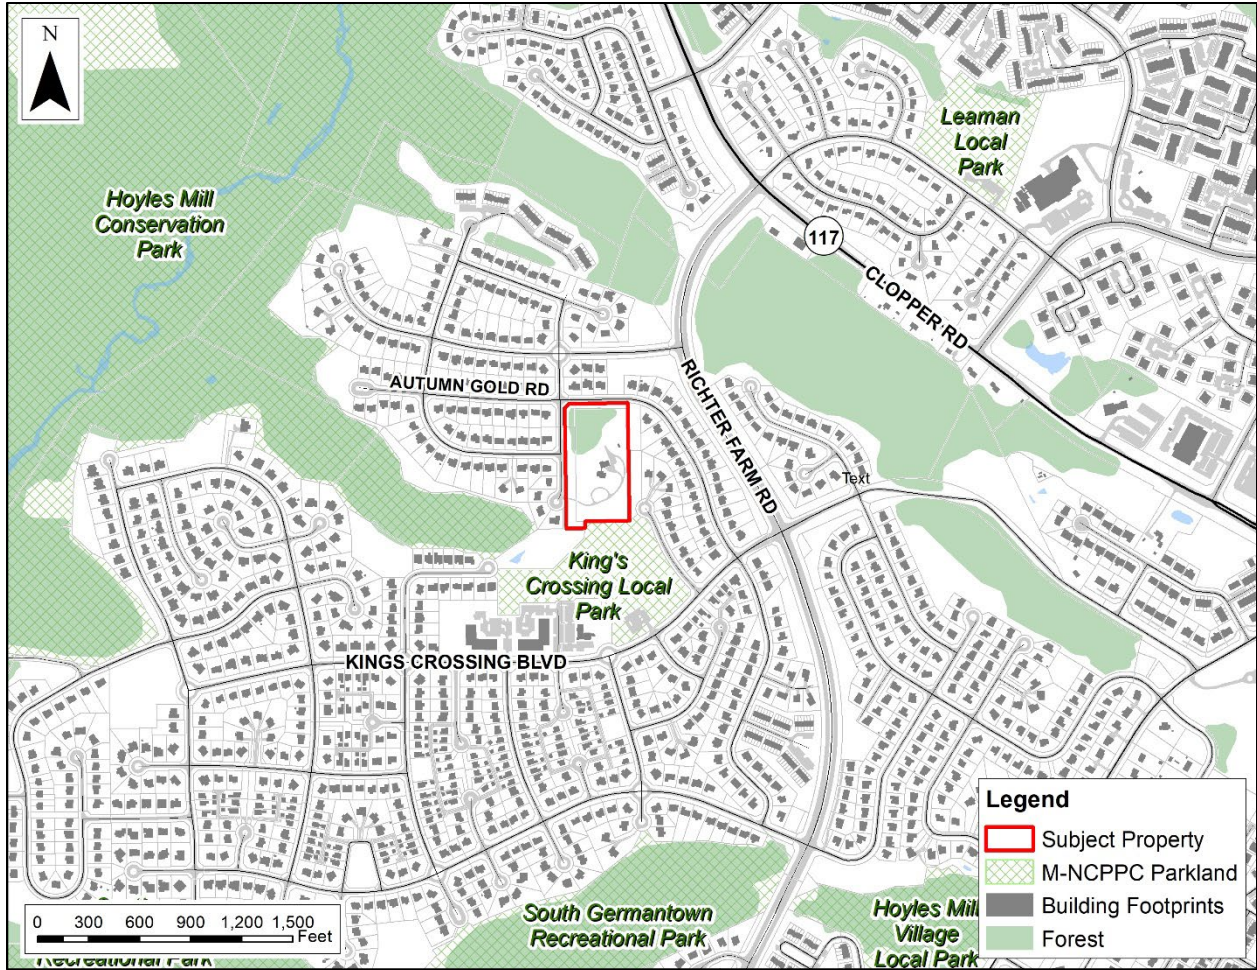 N
Leaman
Local
Park
Hoyles Mill
Conservation
Park
117
CLOPPER RD
AUTUMN GOLD RD
RICHTER FARM RD
Text
King's
Crossing Local
Park
KINGS CROSSING BLVD
Legend
Subject Property
M-NCPPC Parkland
Building Footprints
Forest
South Germantown
Recreational Park
Hoyles Mill
Village
Local Park
0 300 600 900 1,200 1,500
Feet
Recreational Park